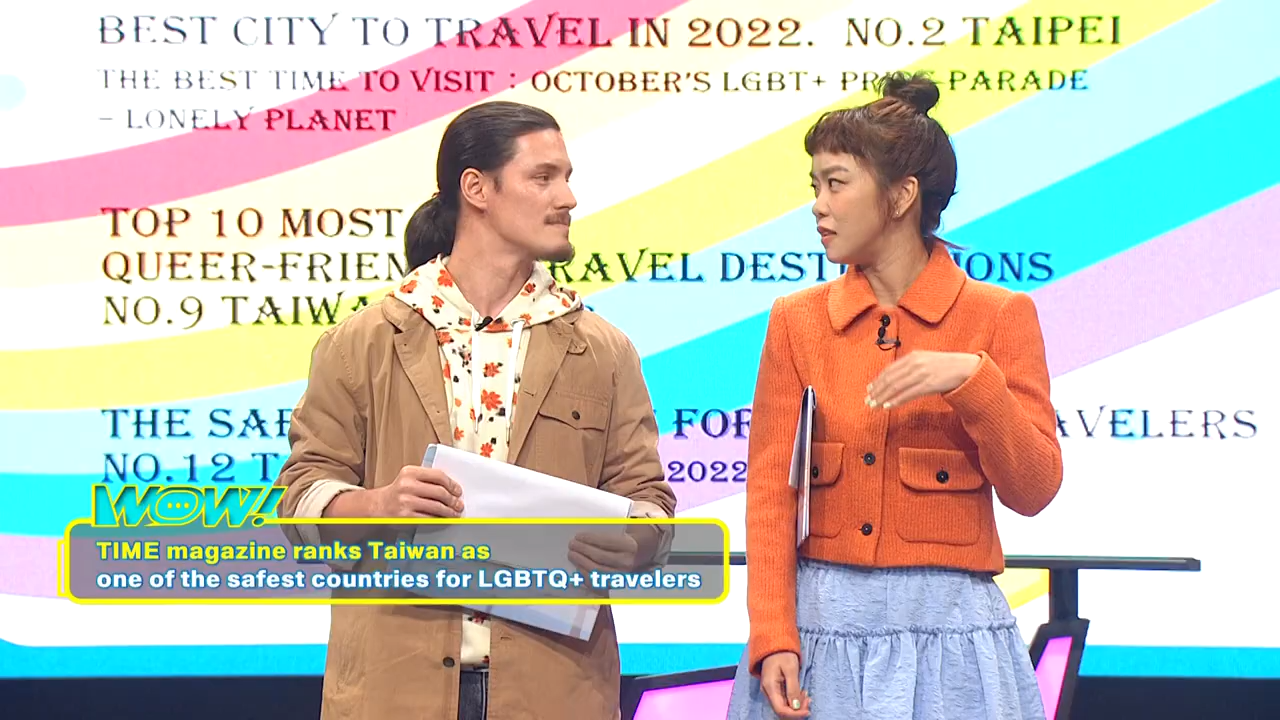 BEST CITY TO TRAVEL IN 2022. NO.2 TAIPEI
THE BEST TIME TO VISIT : OCTOBER'S LGBT+ PRIDE PARADE
- LONELY PLANET
TOP 10 MOST
QUEER-FRIEN TRAVEL DEST IONS
NO.9 TAIWA
THE SAF FOR AVELERS
NO.12 T 2022
WOW!
TIME magazine ranks Taiwan as
one of the safest countries for LGBTQ+ travelers